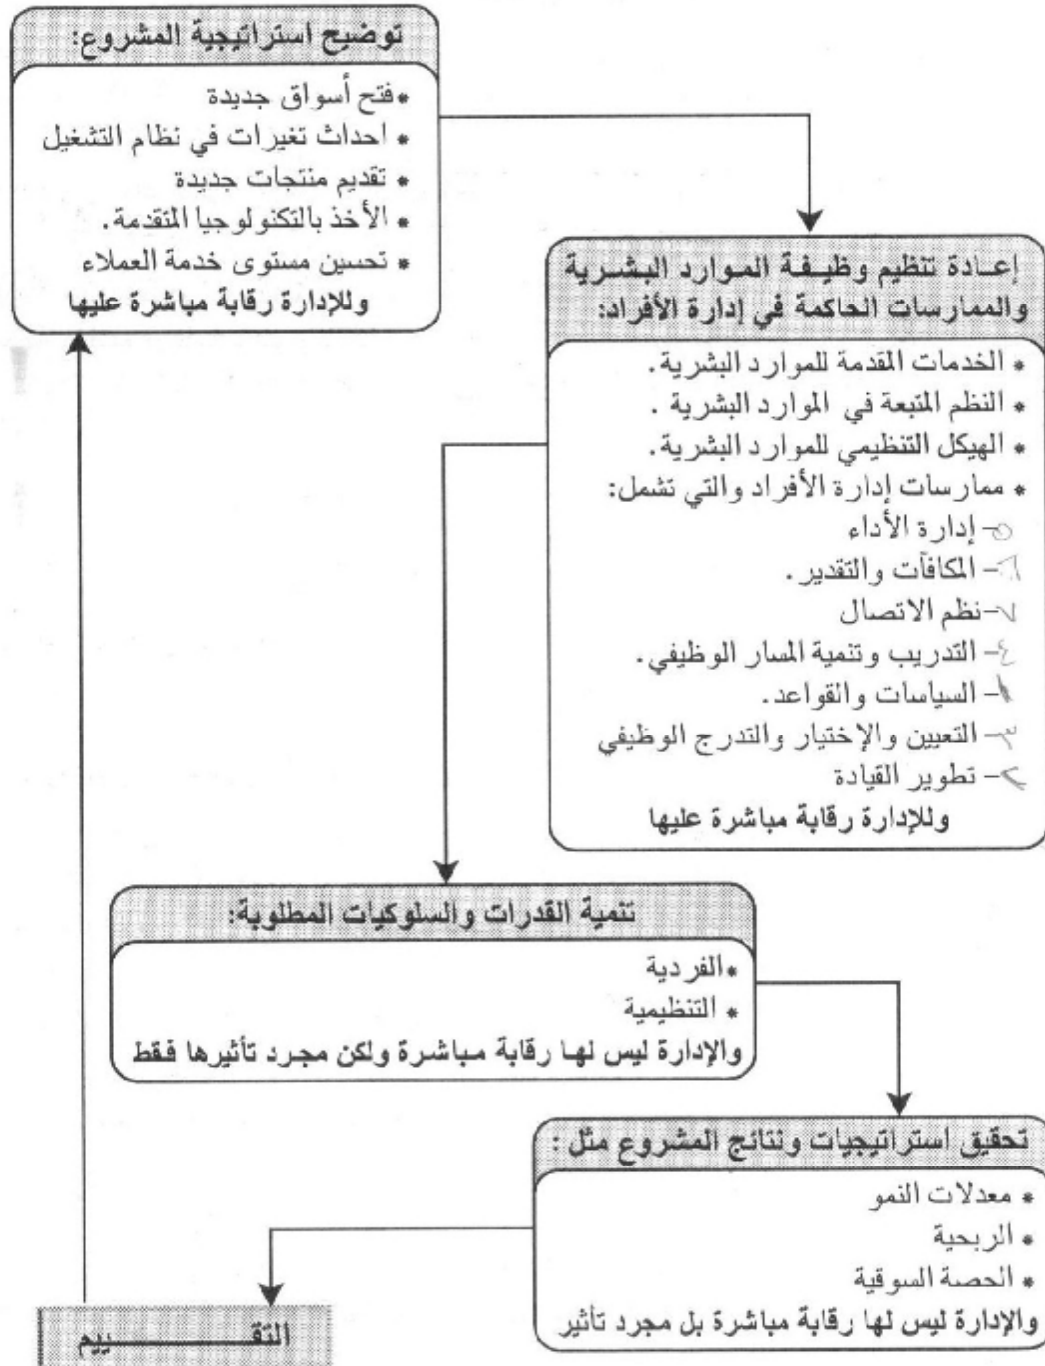 توضيح استراتيجية المشروع:
*فتح أسواق جديدة
* احداث تغيرات في نظام التشغيل
* تقديم منتجات جديدة
* الأخذ بالتكنولوجيا المتقدمة.
* تحسين مستوى خدمة العملاء
وللإدارة رقابة مباشرة عليها
إعادة تنظيم وظيفة الموارد البشرية
والممارسات الحاكمة في إدارة الأفراد:
* الخدمات المقدمة للموارد البشرية.
* النظم المتبعة في الموارد البشرية .
* الهيكل التنظيمي للموارد البشرية.
* ممارسات إدارة الأفراد والتي تشمل:
- إدارة الأداء
- المكافآت والتقدير.
-نظم الاتصال
- التدريب وتنمية المسار الوظيفي.
- السياسات والقواعد.
- التعيين والإختيار والتدرج الوظيفي
- تطوير القيادة
وللإدارة رقابة مباشرة عليها
تنمية القدرات والسلوكيات المطلوبة:
*الفردية
* التنظيمية
والإدارة ليس لها رقابة مباشرة ولكن مجرد تأثيرها فقط
تحقيق استراتيجيات ونتائج المشروع مثل :
* معدلات النمو
* الربحية
* الحصة السوقية
والإدارة ليس لها رقابة مباشرة بل مجرد تأثير
التقـــــــييم